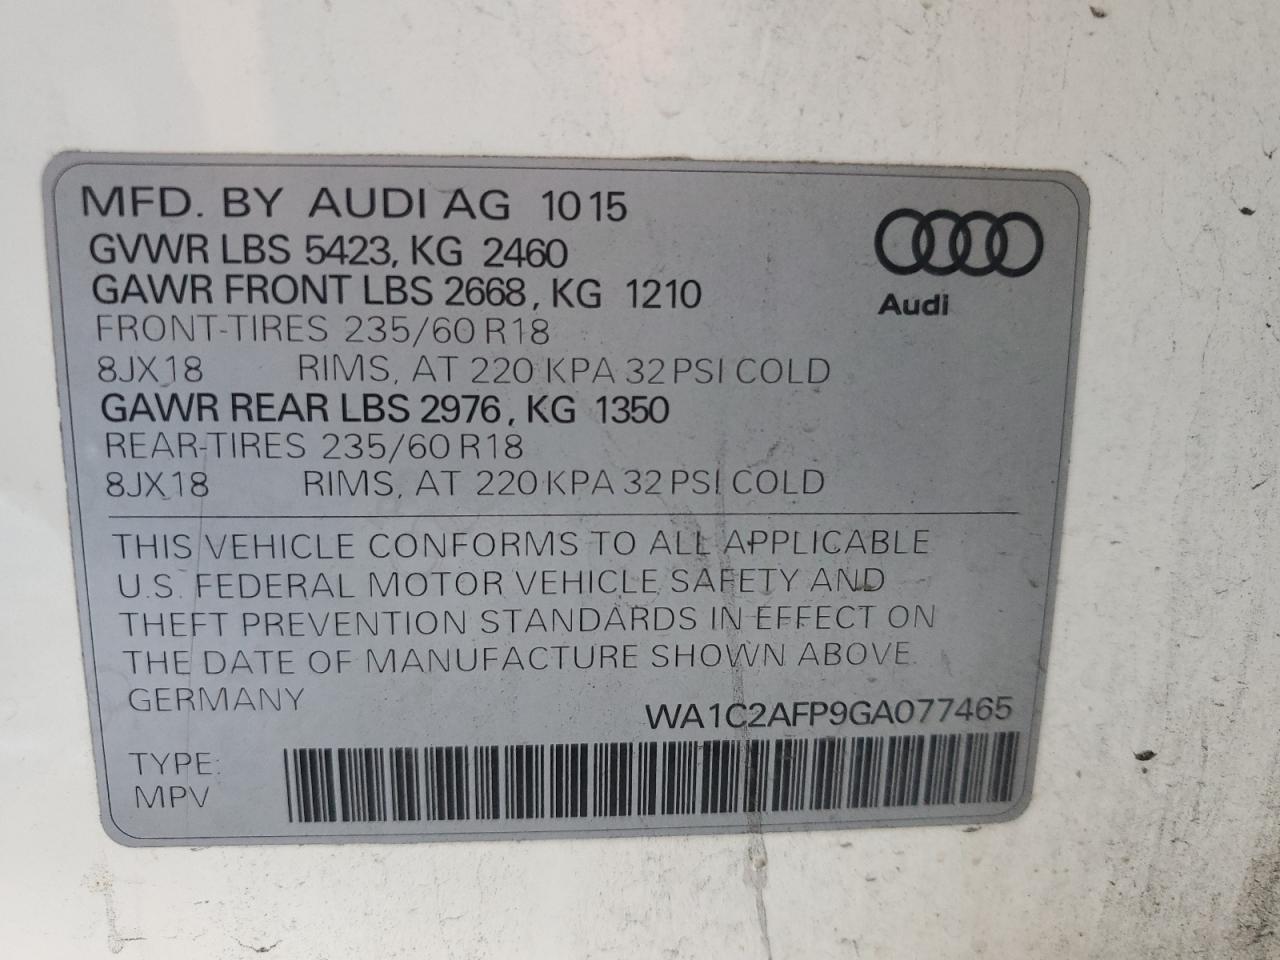 MFD. BY AUDI AG 10 15
GVWR LBS 5423, KG 2460
GAWR FRONT LBS 2668, KG 1210
FRONT-TIRES 235/60 R18
8JX18 RIMS, AT 220 KPA 32 PSI COLD
GAWR REAR LBS 2976, KG 1350
REAR-TIRES 235/60 R18
8JX18 RIMS, AT 220 KPA 32 PSI COLD
Audi
THIS VEHICLE CONFORMS TO ALL APPLICABLE
U.S. FEDERAL MOTOR VEHICLE SAFETY AND
THEFT PREVENTION STANDARDS IN EFFECT ON
THE DATE OF MANUFACTURE SHOWN ABOVE.
GERMANY
WA1C2AFP9GA077465
TYPE:
MPV